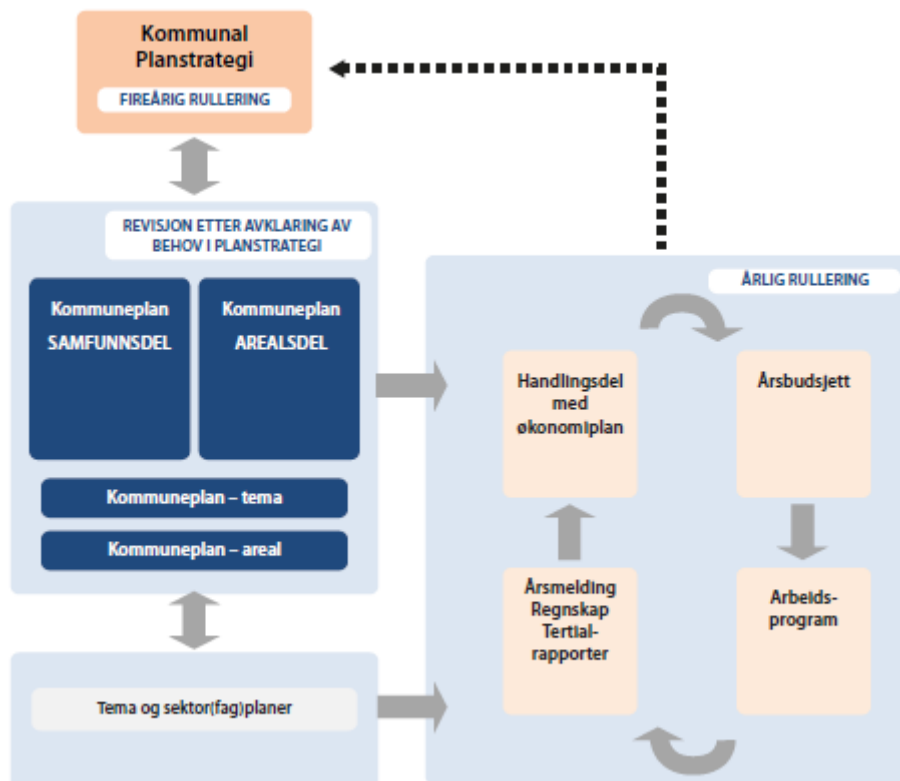 Kommunal
Planstrategi
FIREÅRIG RULLERING
REVISJON ETTER AVKLARING AV
BEHOV I PLANSTRATEGI
Kommuneplan
SAMFUNNSDEL
Kommuneplan
AREALSDEL
Kommuneplan – tema
Kommuneplan – areal
Tema og sektor(fag)planer
ÅRLIG RULLERING
Handlingsdel
med
økonomiplan
Årsbudsjett
Årsmelding
Regnskap
Tertial-
rapporter
Arbeids-
program